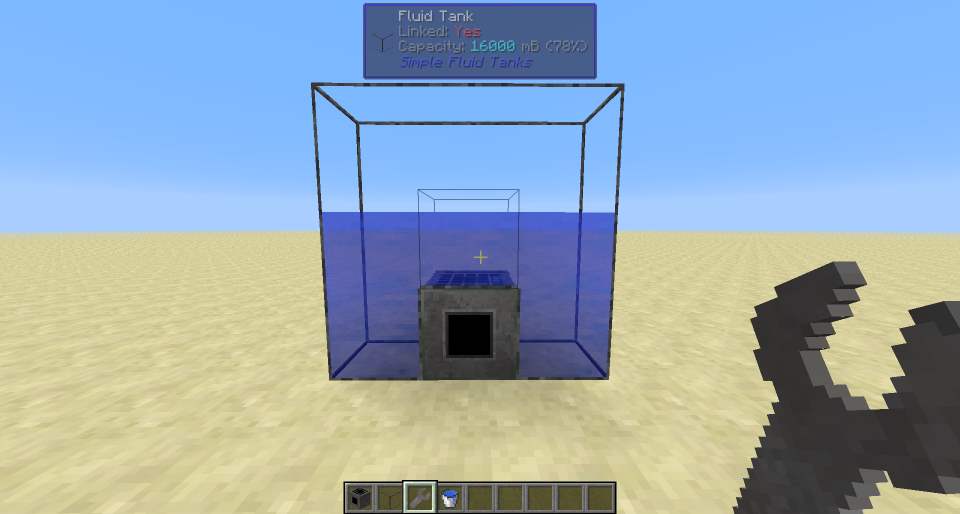 Fluid Tank
Linked: Yes
Capacity: 16000 mB (78%)
Simple Fluid Tanks